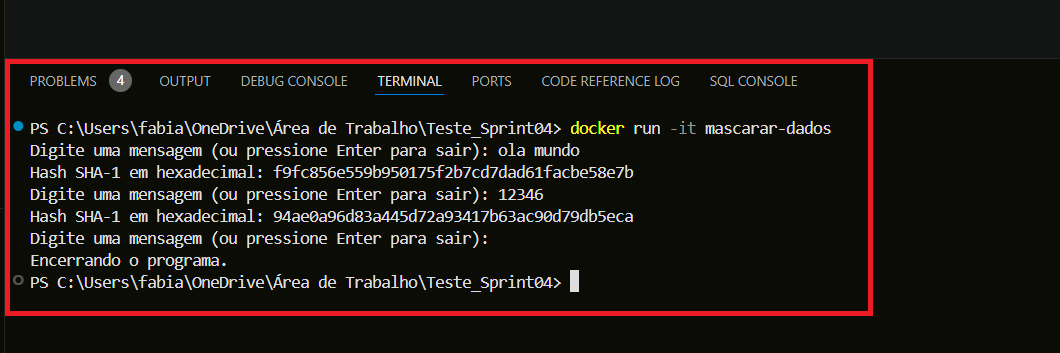 PROBLEMS 4 OUTPUT DEBUG CONSOLE TERMINAL PORTS CODE REFERENCE LOG SQL CONSOLE
PS C:\Users\fabia\OneDrive\Área de Trabalho\Teste_Sprint04> docker run -it mascarar-dados
Digite uma mensagem (ou pressione Enter para sair): ola mundo
Hash SHA-1 em hexadecimal: f9fc856e559b950175f2b7cd7dad61facbe58e7b
Digite uma mensagem (ou pressione Enter para sair): 12346
Hash SHA-1 em hexadecimal: 94ae0a96d83a445d72a93417b63ac90d79db5eca
Digite uma mensagem (ou pressione Enter para sair):
Encerrando o programa.
PS C:\Users\fabia\OneDrive\Área de Trabalho\Teste_Sprint04>